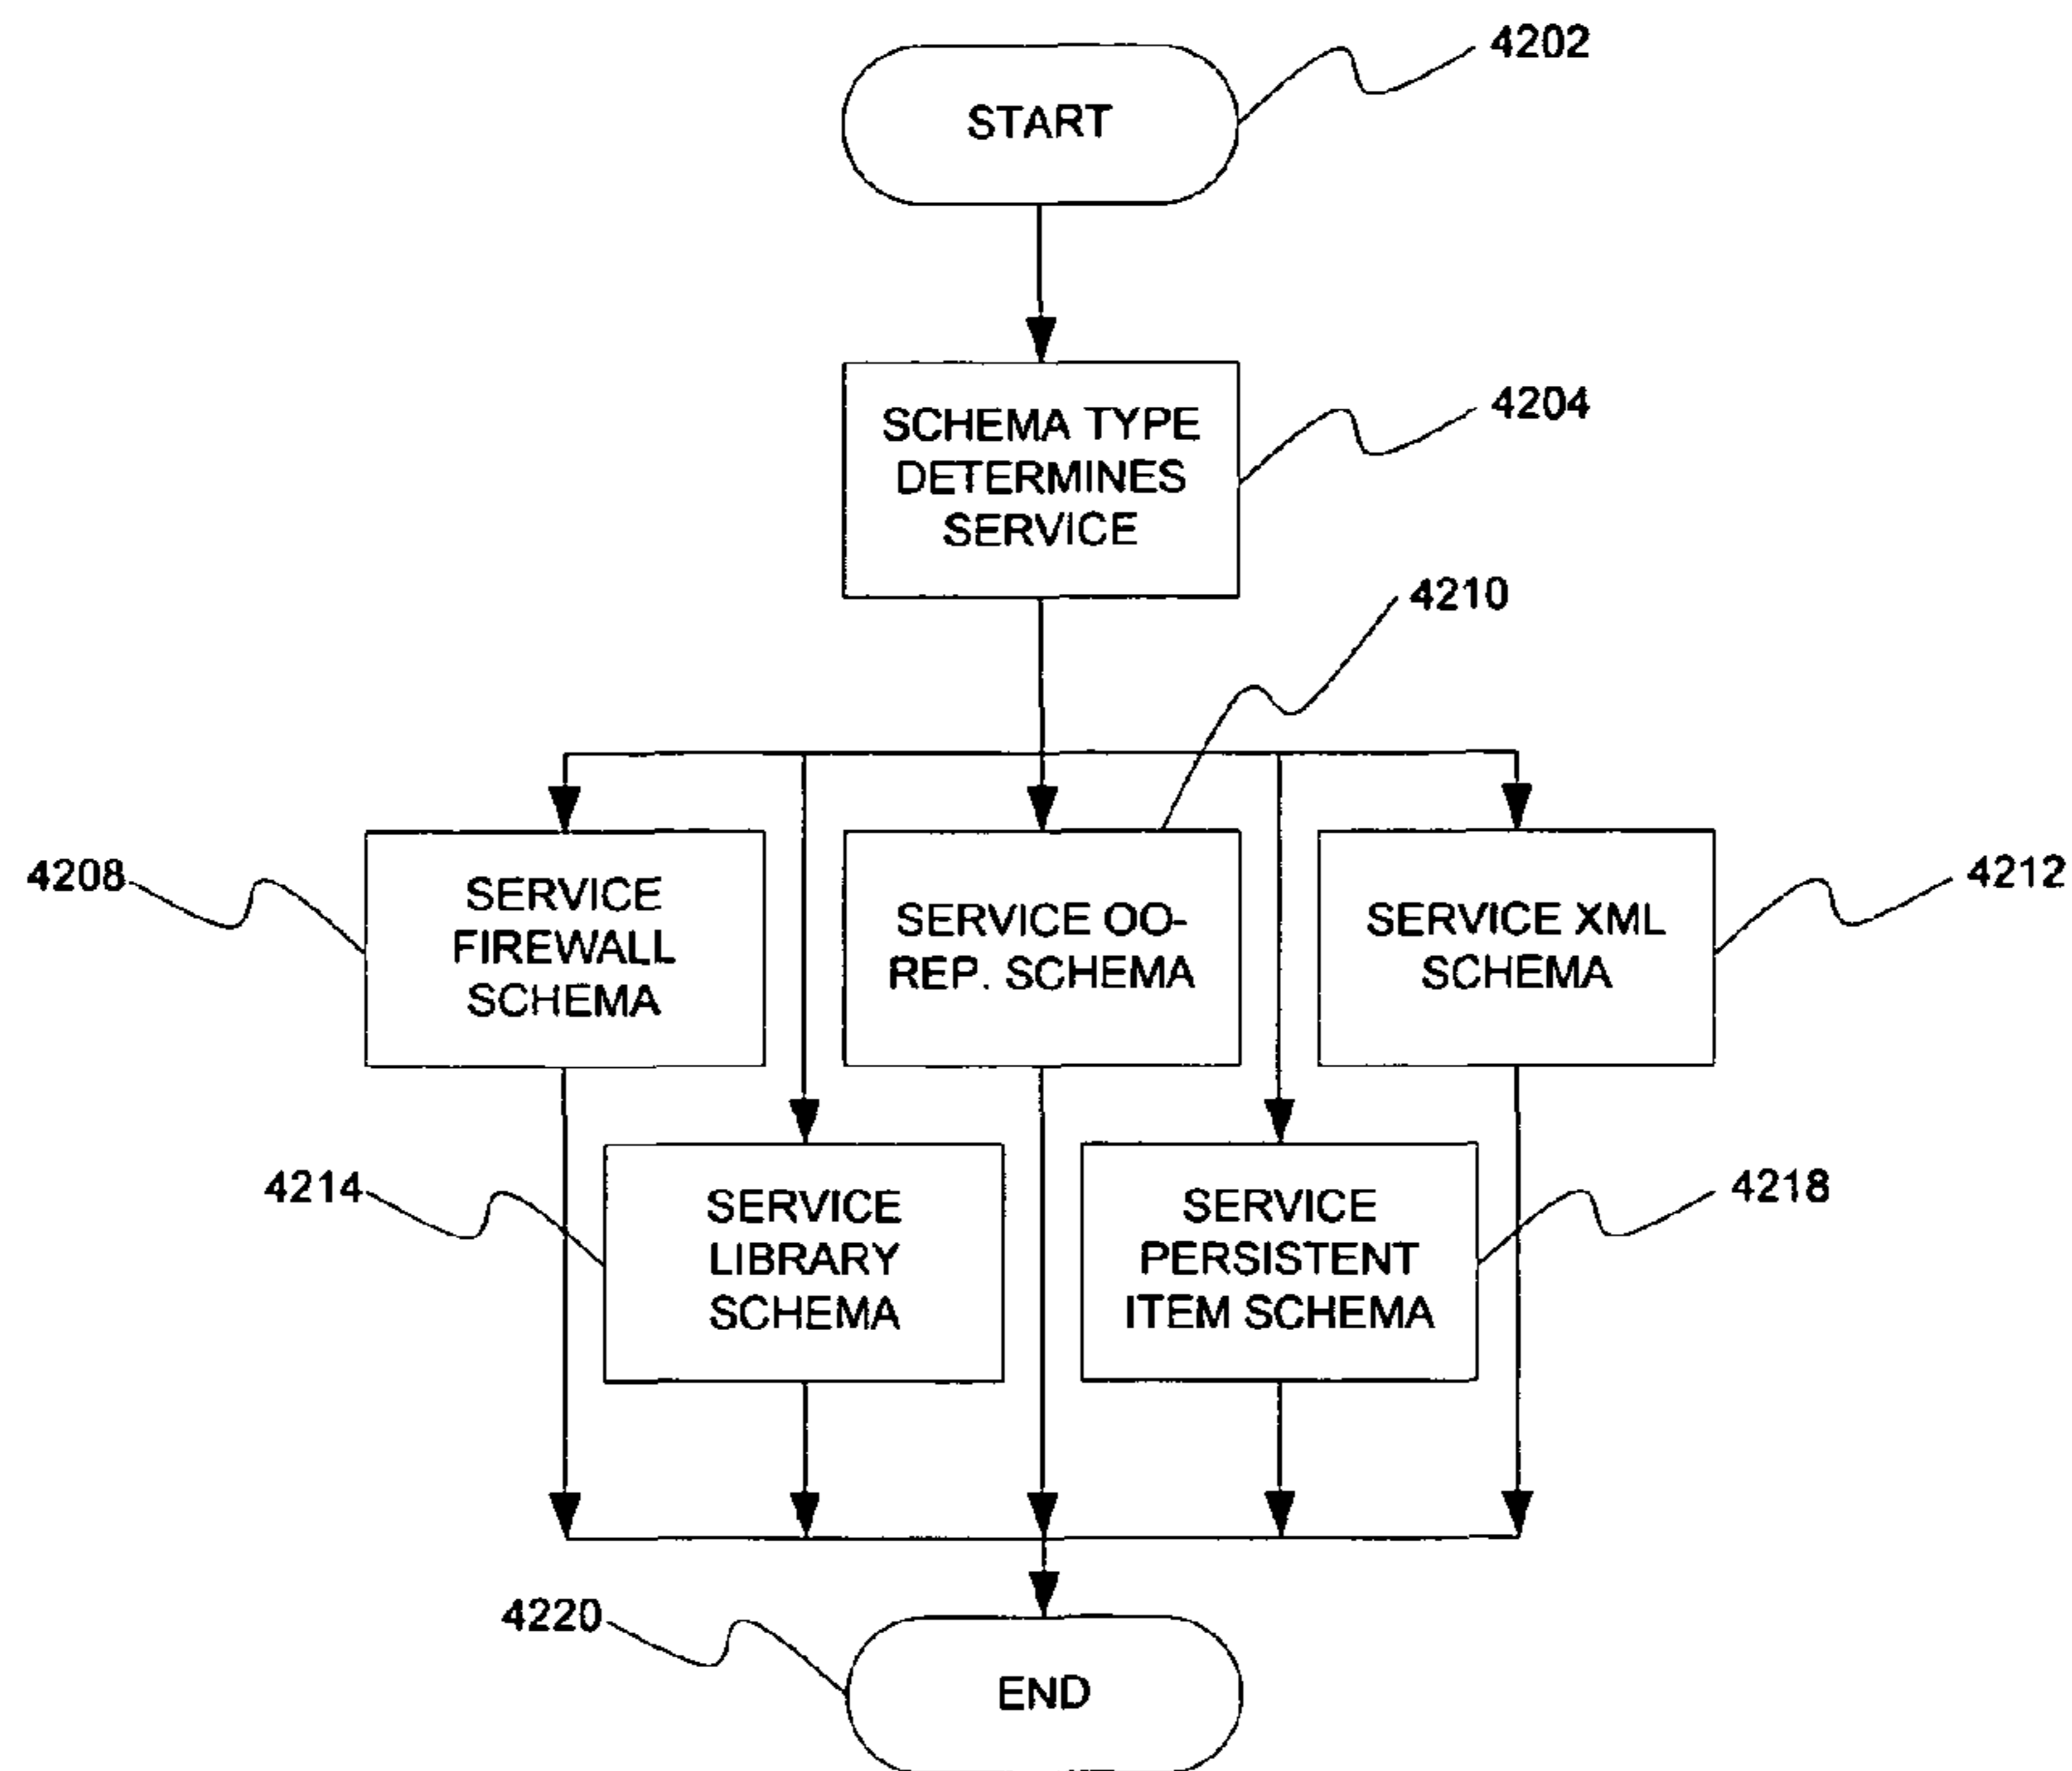 4202
START
4204
SCHEMA TYPE
DETERMINES
SERVICE
4210
4208
SERVICE
FIREWALL
SCHEMA
SERVICE OO-
REP. SCHEMA
SERVICE XML
SCHEMA
4212
4214
SERVICE
LIBRARY
SCHEMA
SERVICE
PERSISTENT
ITEM SCHEMA
4218
4220
END